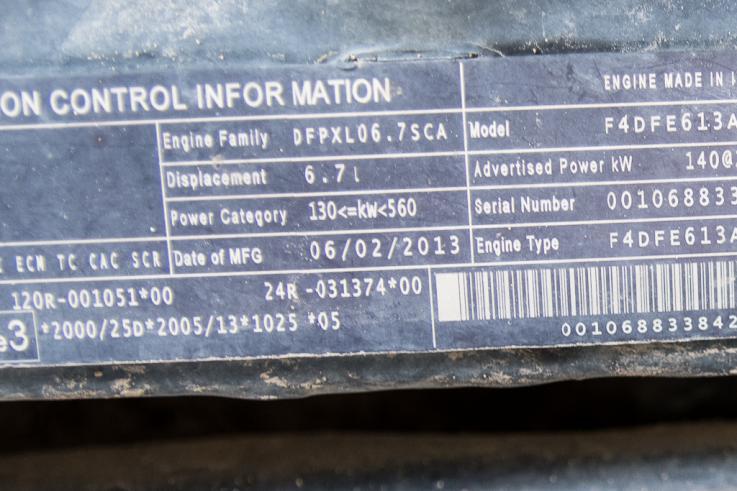 ON CONTROL INFOR MATION
ENGINE MADE IN
Engine Family DFPXL06.7SCA Model F4DFE613A
Displacement 6.7 l Advertised Power kW 140@
Power Category 130<=kW<560 Serial Number 001068833
ECM TC CAC SCR Date of MFG 06/02/2013 Engine Type F4DFE613A
120R-001051*00 24R -031374*00
e3 *2000/25D*2005/13*1025 *05
001068833842